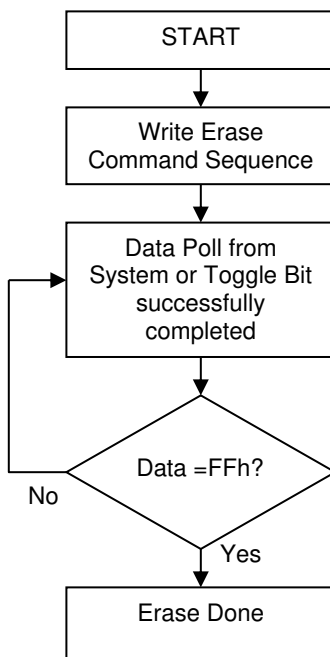 START
Write Erase
Command Sequence
Data Poll from
System or Toggle Bit
successfully
completed
Data =FFh?
No
Yes
Erase Done